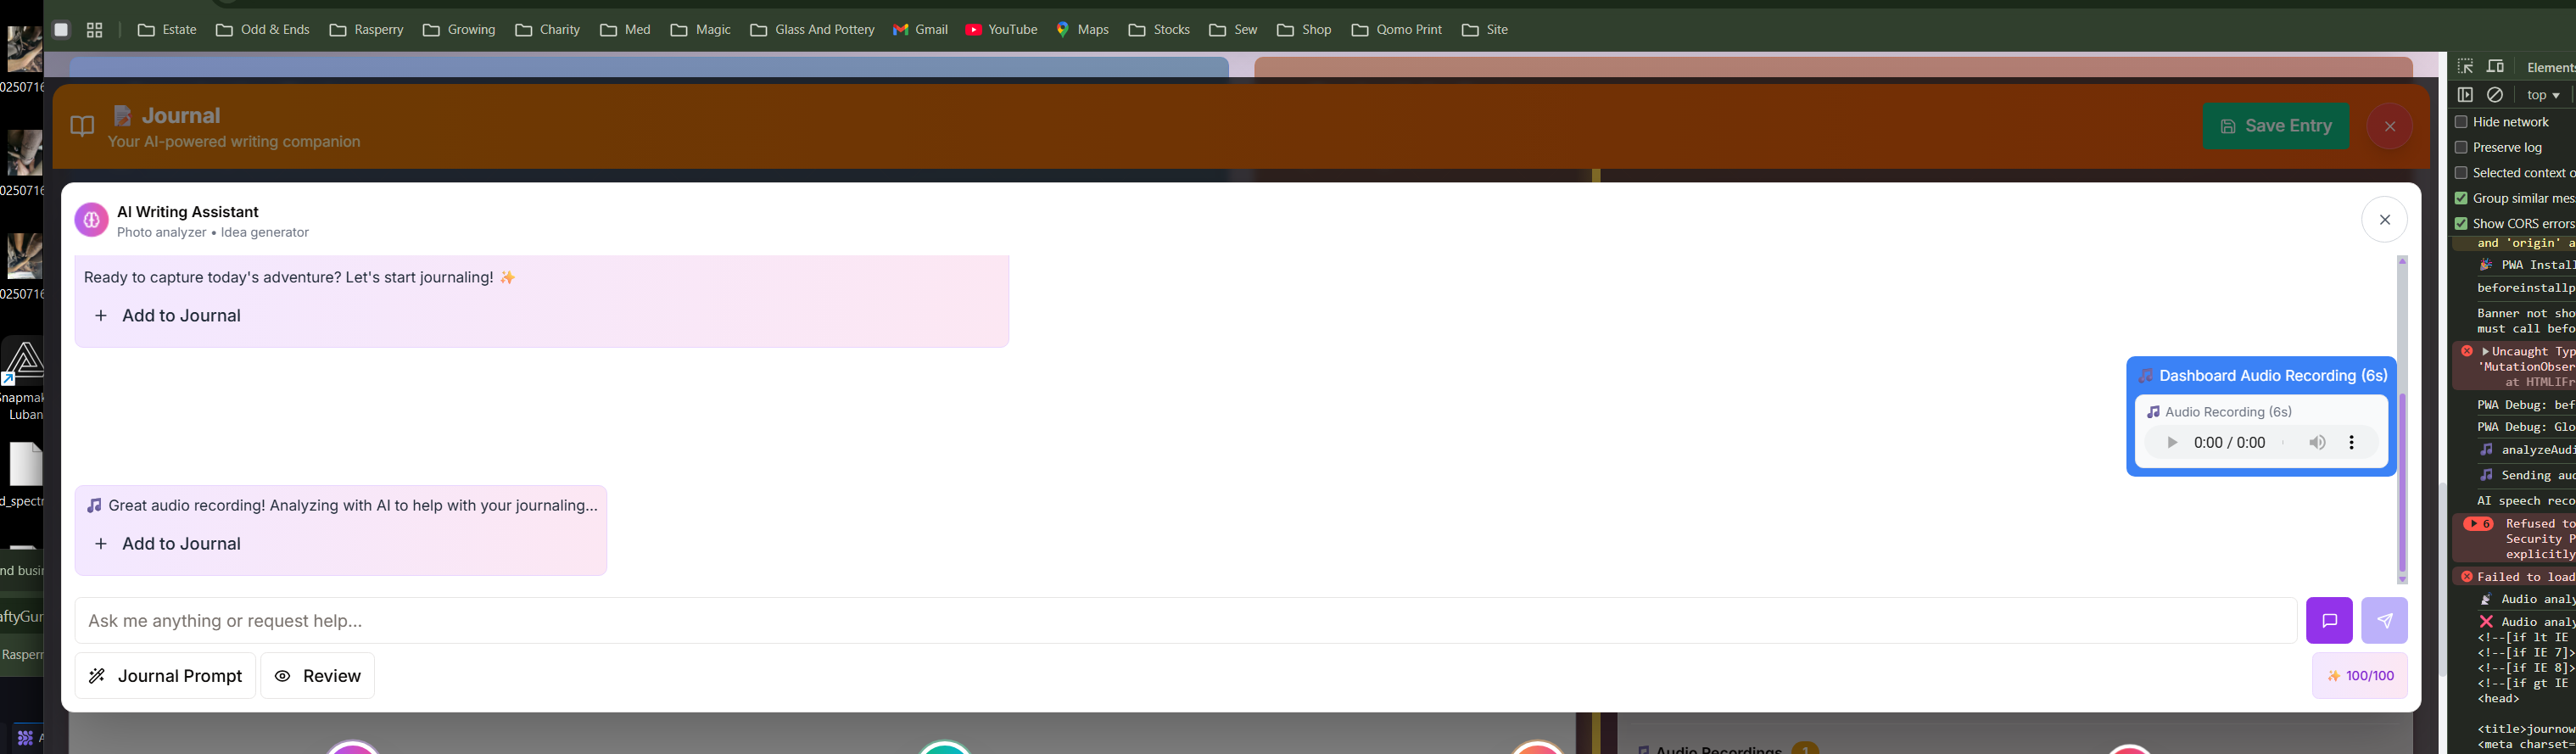 Estate Odd & Ends Rasperry Growing Charity Med Magic Glass And Pottery Gmail YouTube Maps Stocks Sew Shop Qomo Print Site
0250716
0250716
0250716
Snapmak
Luban
d_spectr
nd busi
aftyGur
Rasperr
📝 Journal
Your AI-powered writing companion
Save Entry
AI Writing Assistant
Photo analyzer • Idea generator
Ready to capture today's adventure? Let's start journaling! ✨
+ Add to Journal
🎵 Dashboard Audio Recording (6s)
🎵 Audio Recording (6s)
0:00 / 0:00
🎵 Great audio recording! Analyzing with AI to help with your journaling...
+ Add to Journal
Ask me anything or request help...
Journal Prompt Review
✨ 100/100
Audio Recordings 1
Elements
top
Hide network
Preserve log
Selected context o
Group similar mes
Show CORS errors
and 'origin' a
🎉 PWA Install
beforeinstallp
Banner not sho
must call befo
Uncaught Typ
'MutationObser
at HTMLIFr
PWA Debug: bef
PWA Debug: Glo
🎵 analyzeAudi
🎵 Sending aud
AI speech reco
6 Refused to
Security P
explicitly
Failed to load
Audio analy
❌ Audio analy
<!--[if lt IE
<!--[if IE 7]>
<!--[if IE 8]>
<!--[if gt IE
<head>
<title>journow
<meta charset=